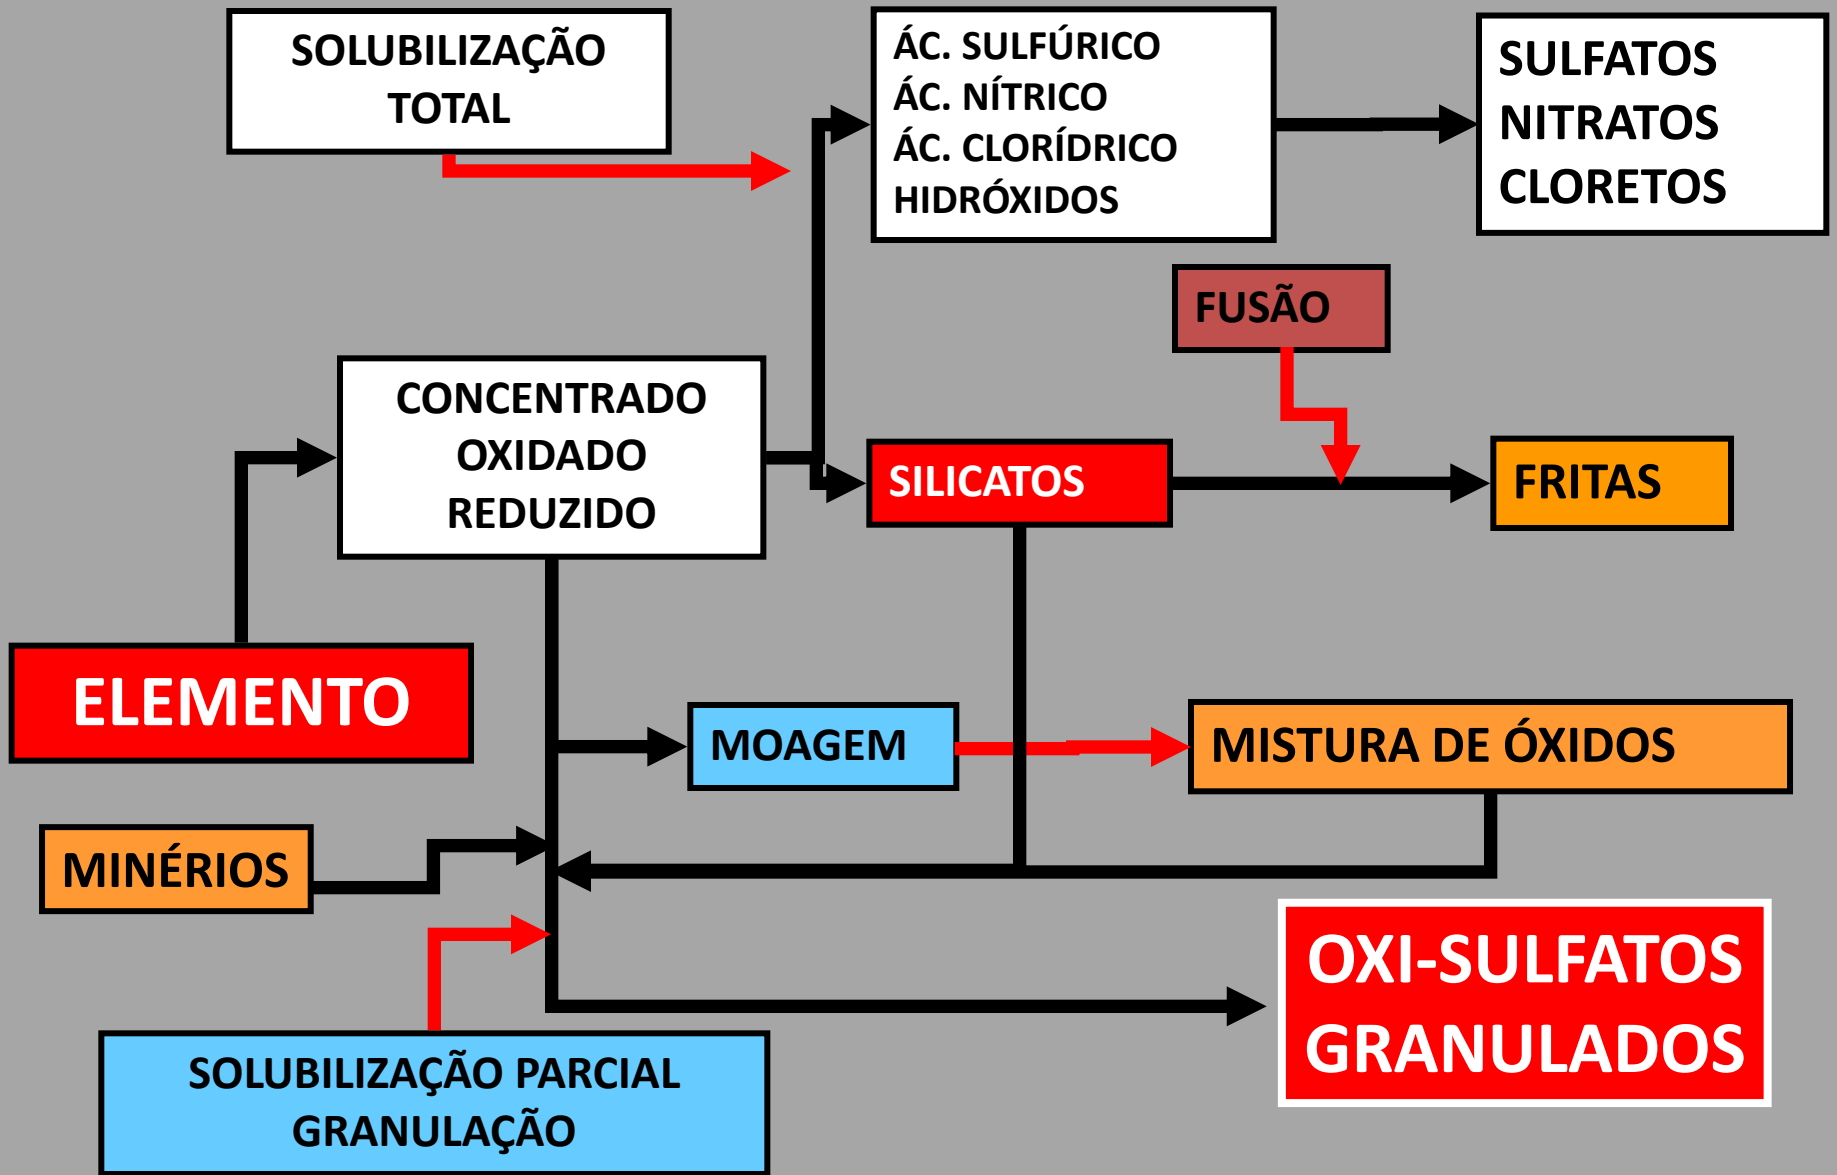 SOLUBILIZAÇÃO
TOTAL
ÁC. SULFÚRICO
ÁC. NÍTRICO
ÁC. CLORÍDRICO
HIDRÓXIDOS
SULFATOS
NITRATOS
CLORETOS
FUSÃO
CONCENTRADO
OXIDADO
REDUZIDO
SILICATOS
FRITAS
ELEMENTO
MOAGEM
MISTURA DE ÓXIDOS
MINÉRIOS
OXI-SULFATOS
GRANULADOS
SOLUBILIZAÇÃO PARCIAL
GRANULAÇÃO